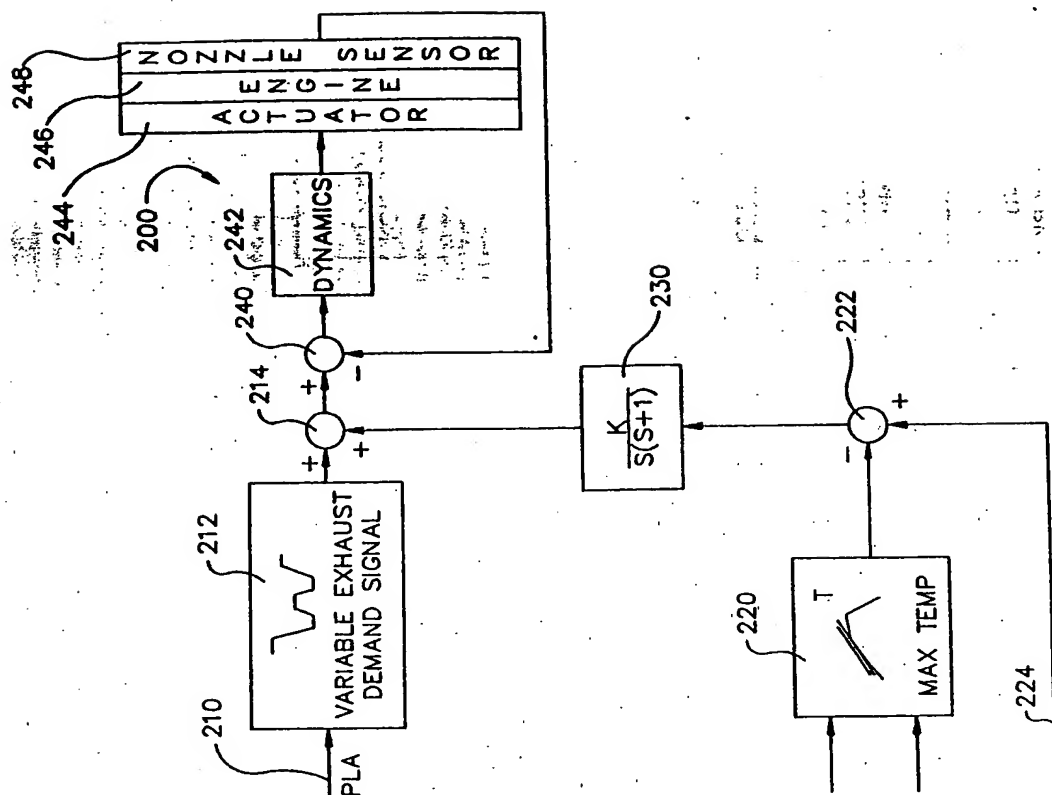 248
246
244
NOZZLE SENSOR
ENGINE
ACTUATOR
200
242
DYNAMICS
240
214
+
-
+
+
212
VARIABLE EXHAUST
DEMAND SIGNAL
210
PLA
230
K
S(S+1)
222
-
+
220
T
MAX TEMP
224